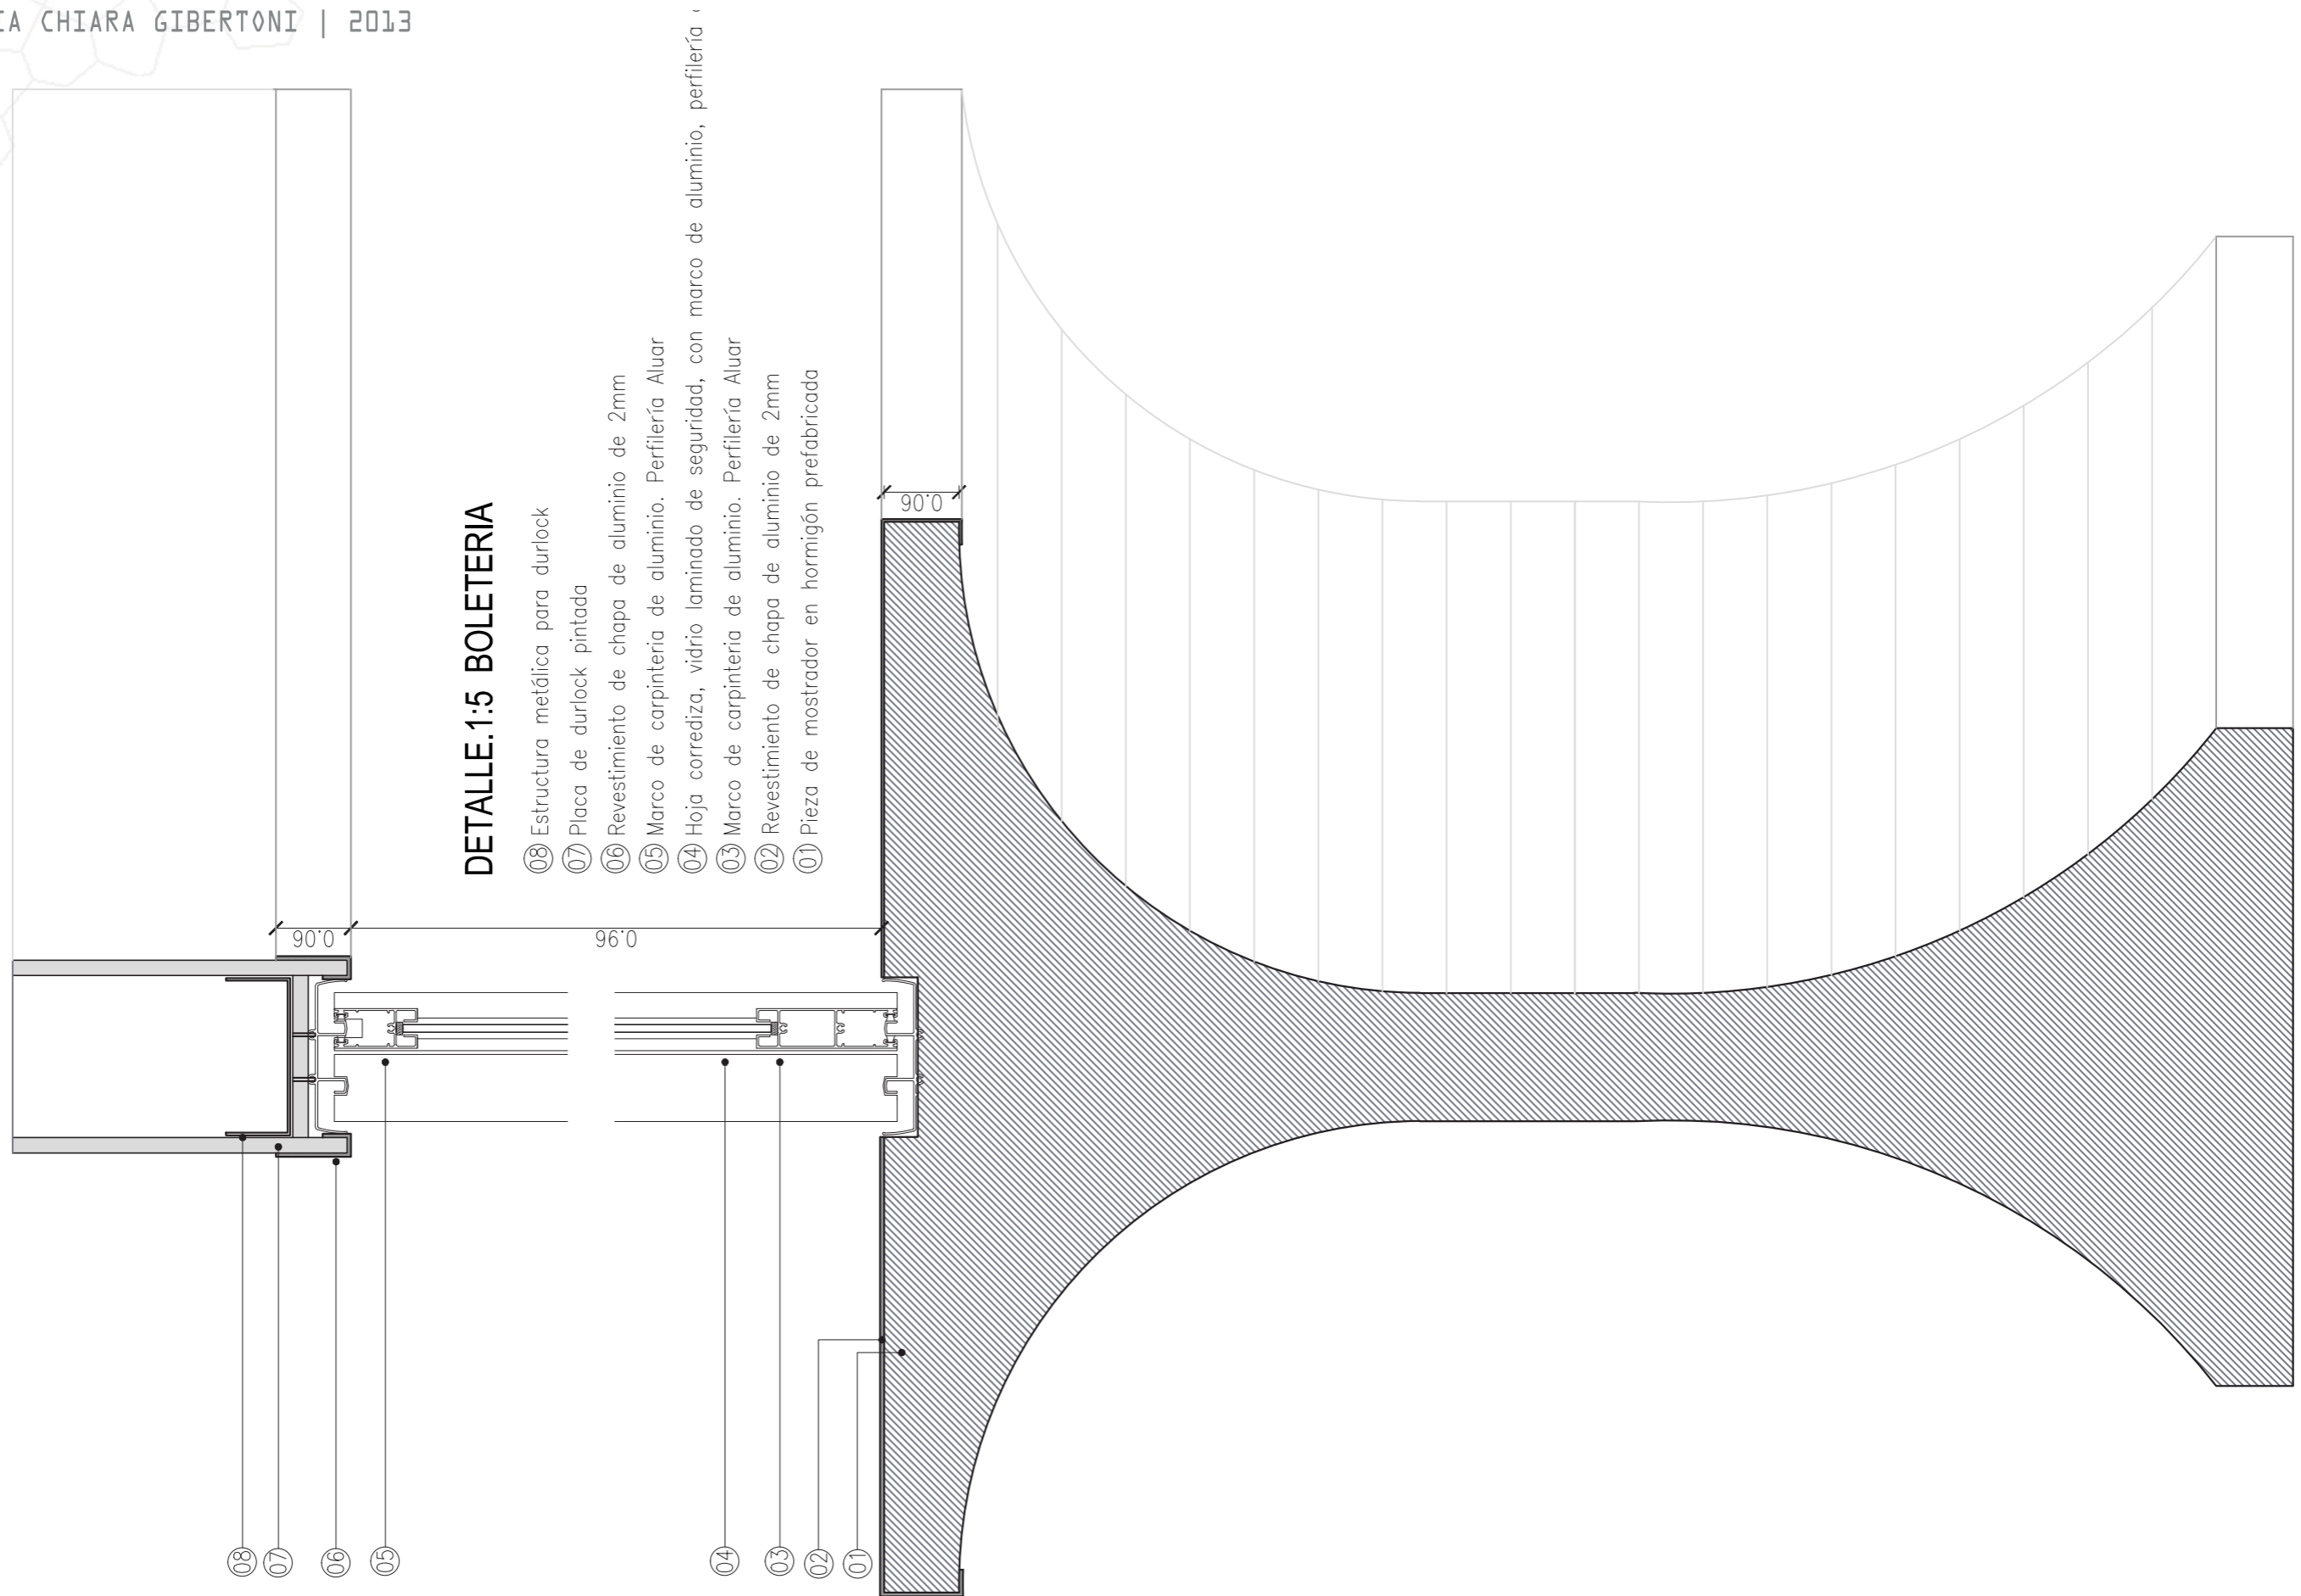 CHIARA GIBERTONI | 2013
DETALLE.1:5 BOLETERIA
08 Estructura metálica para durlock
07 Placa de durlock pintada
06 Revestimiento de chapa de aluminio de 2mm
05 Marco de carpinteria de aluminio. Perfilería Aluar
04 Hoja corrediza, vidrio laminado de seguridad, con marco de aluminio, perfilería
03 Marco de carpinteria de aluminio. Perfilería Aluar
02 Revestimiento de chapa de aluminio de 2mm
01 Pieza de mostrador en hormigón prefabricada
0.06
0.96
0.06
08
07
06
05
04
03
02
01